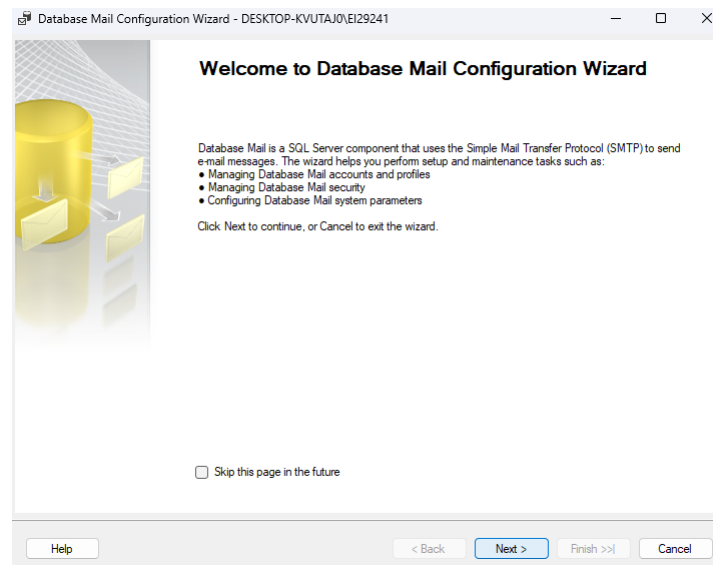 Database Mail Configuration Wizard - DESKTOP-KVUTAJ0\EI29241
Welcome to Database Mail Configuration Wizard
Database Mail is a SQL Server component that uses the Simple Mail Transfer Protocol (SMTP) to send
e-mail messages. The wizard helps you perform setup and maintenance tasks such as:
● Managing Database Mail accounts and profiles
● Managing Database Mail security
● Configuring Database Mail system parameters
Click Next to continue, or Cancel to exit the wizard.
Skip this page in the future
Help
< Back
Next >
Finish >>|
Cancel